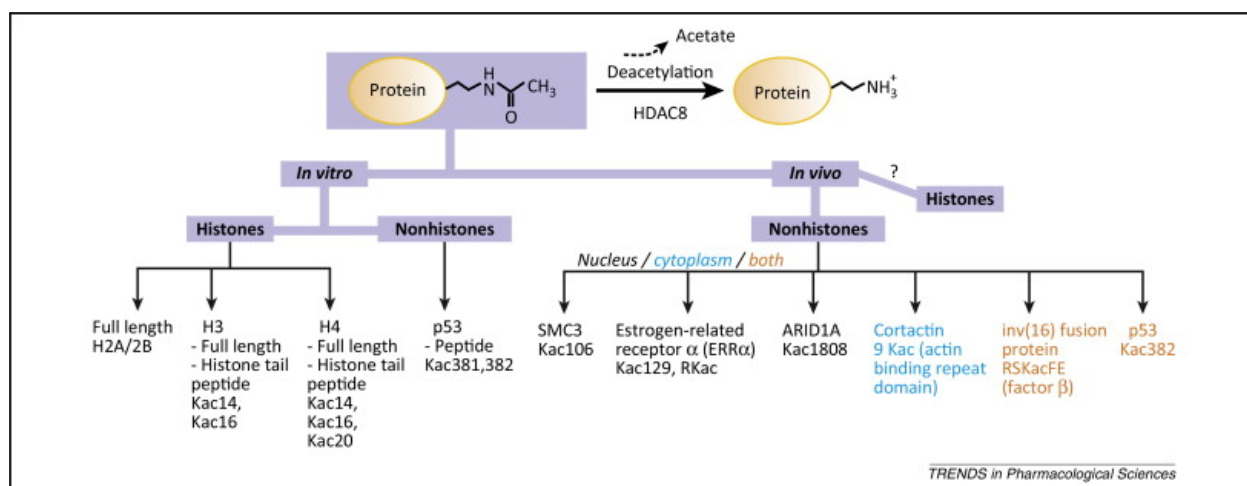 Acetate
Deacetylation
HDAC8
Protein
H
N
CH3
O
Protein
NH3+
In vitro
In vivo
?
Histones
Histones
Nonhistones
Nonhistones
Nucleus / cytoplasm / both
Full length
H2A/2B
H3
- Full length
- Histone tail
peptide
Kac14,
Kac16
H4
- Full length
- Histone tail
peptide
Kac14,
Kac16,
Kac20
p53
- Peptide
Kac381,382
SMC3
Kac106
Estrogen-related
receptor α (ERRα)
Kac129, RKac
ARID1A
Kac1808
Cortactin
9 Kac (actin
binding repeat
domain)
inv(16) fusion
protein
RSKacFE
(factor β)
p53
Kac382
TRENDS in Pharmacological Sciences